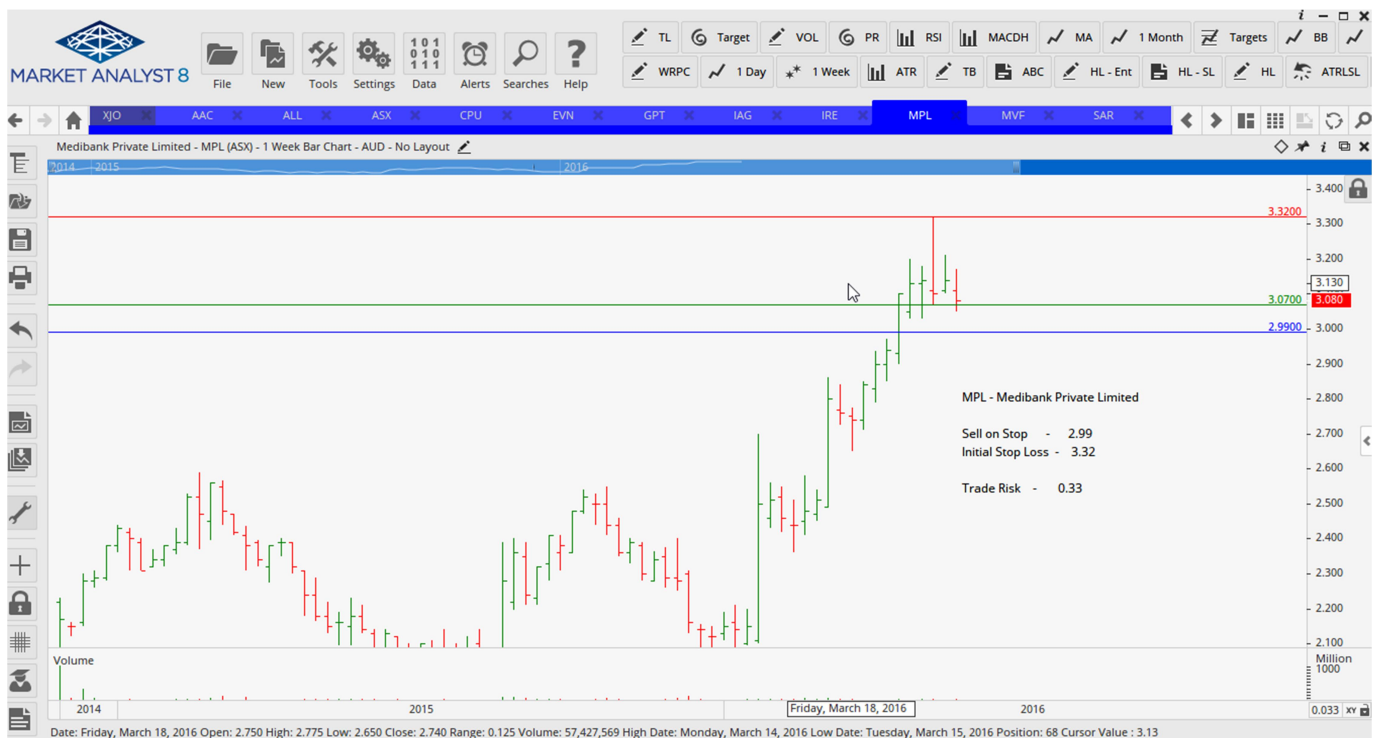 i
MARKET ANALYST 8
File New Tools Settings 101 010 111 Data Alerts Searches Help
TL Target VOL PR RSI MACDH MA 1 Month Targets BB
WRPC 1 Day 1 Week ATR TB ABC HL - Ent HL - SL HL ATRLSL
XJO AAC ALL ASX CPU EVN GPT IAG IRE MPL MVF SAR
Medibank Private Limited - MPL (ASX) - 1 Week Bar Chart - AUD - No Layout
i
2014 2015 2016
3.400
3.3200
3.300
3.200
3.130
3.0700 3.080
2.9900 3.000
2.900
2.800
MPL - Medibank Private Limited
2.700
Sell on Stop - 2.99
Initial Stop Loss - 3.32
2.600
Trade Risk - 0.33
2.500
2.400
2.300
2.200
2.100
Volume Million
1000
2014 2015 Friday, March 18, 2016 2016 0.033 XY
Date: Friday, March 18, 2016 Open: 2.750 High: 2.775 Low: 2.650 Close: 2.740 Range: 0.125 Volume: 57,427,569 High Date: Monday, March 14, 2016 Low Date: Tuesday, March 15, 2016 Position: 68 Cursor Value : 3.13